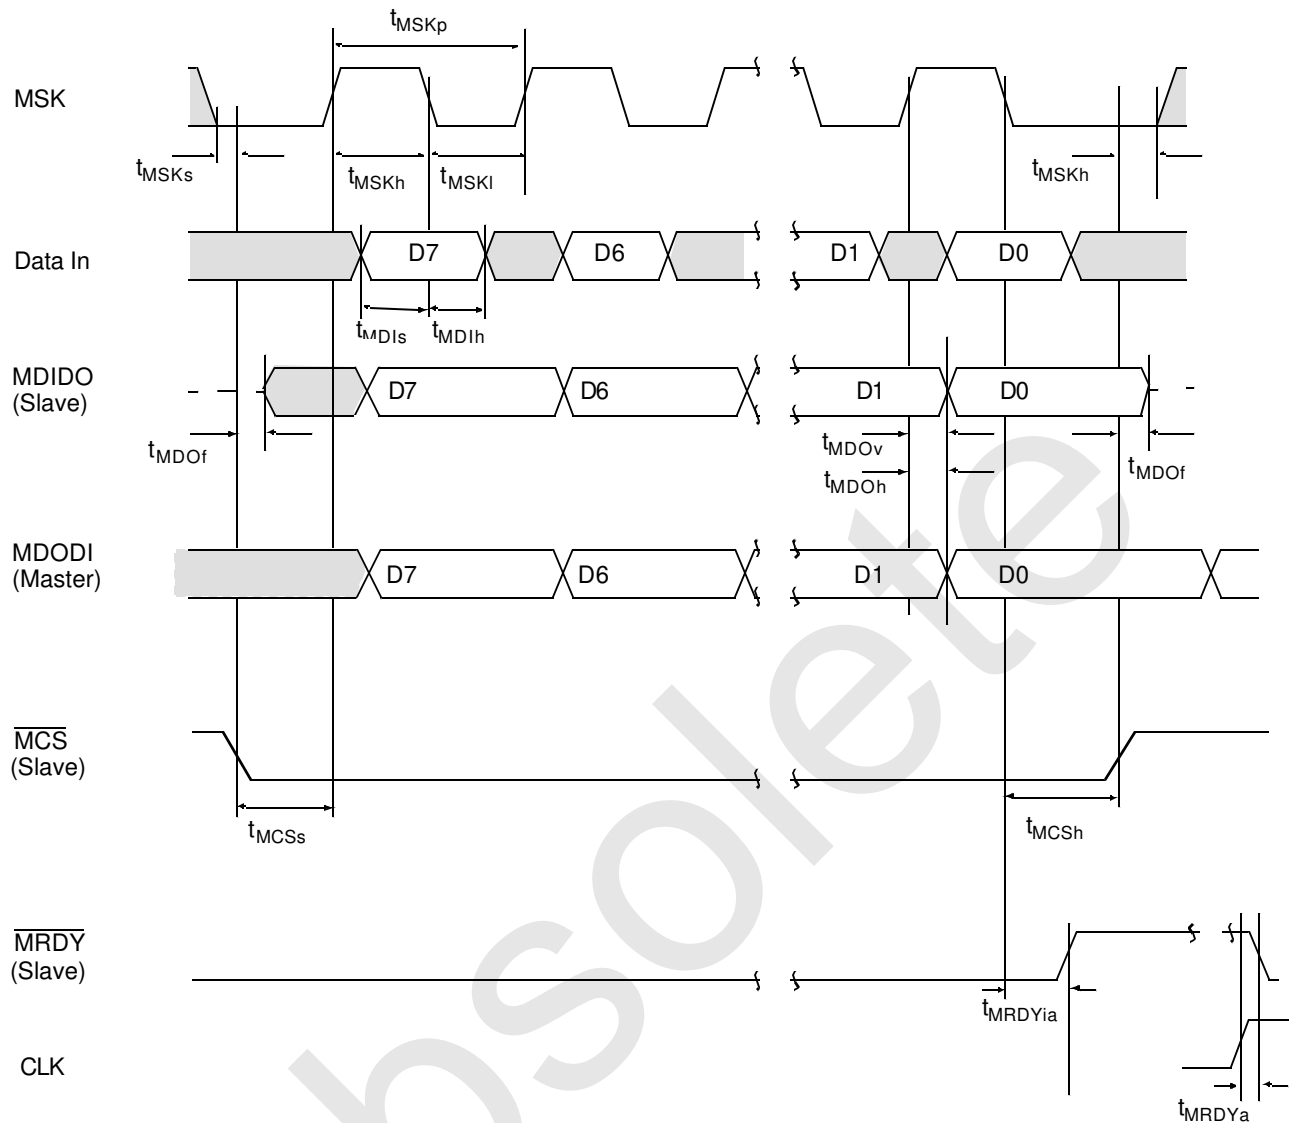 tMSKp
MSK
tMSKs
tMSKh
tMSKl
tMSKh
Data In
D7
D6
D1
D0
tMDIs
tMDIh
MDIDO
(Slave)
D7
D6
D1
D0
tMDOf
tMDOv
tMDOh
tMDOf
MDODI
(Master)
D7
D6
D1
D0
MCS
(Slave)
tMCSs
tMCSh
MRDY
(Slave)
tMRDYia
CLK
tMRDYa
bsolete